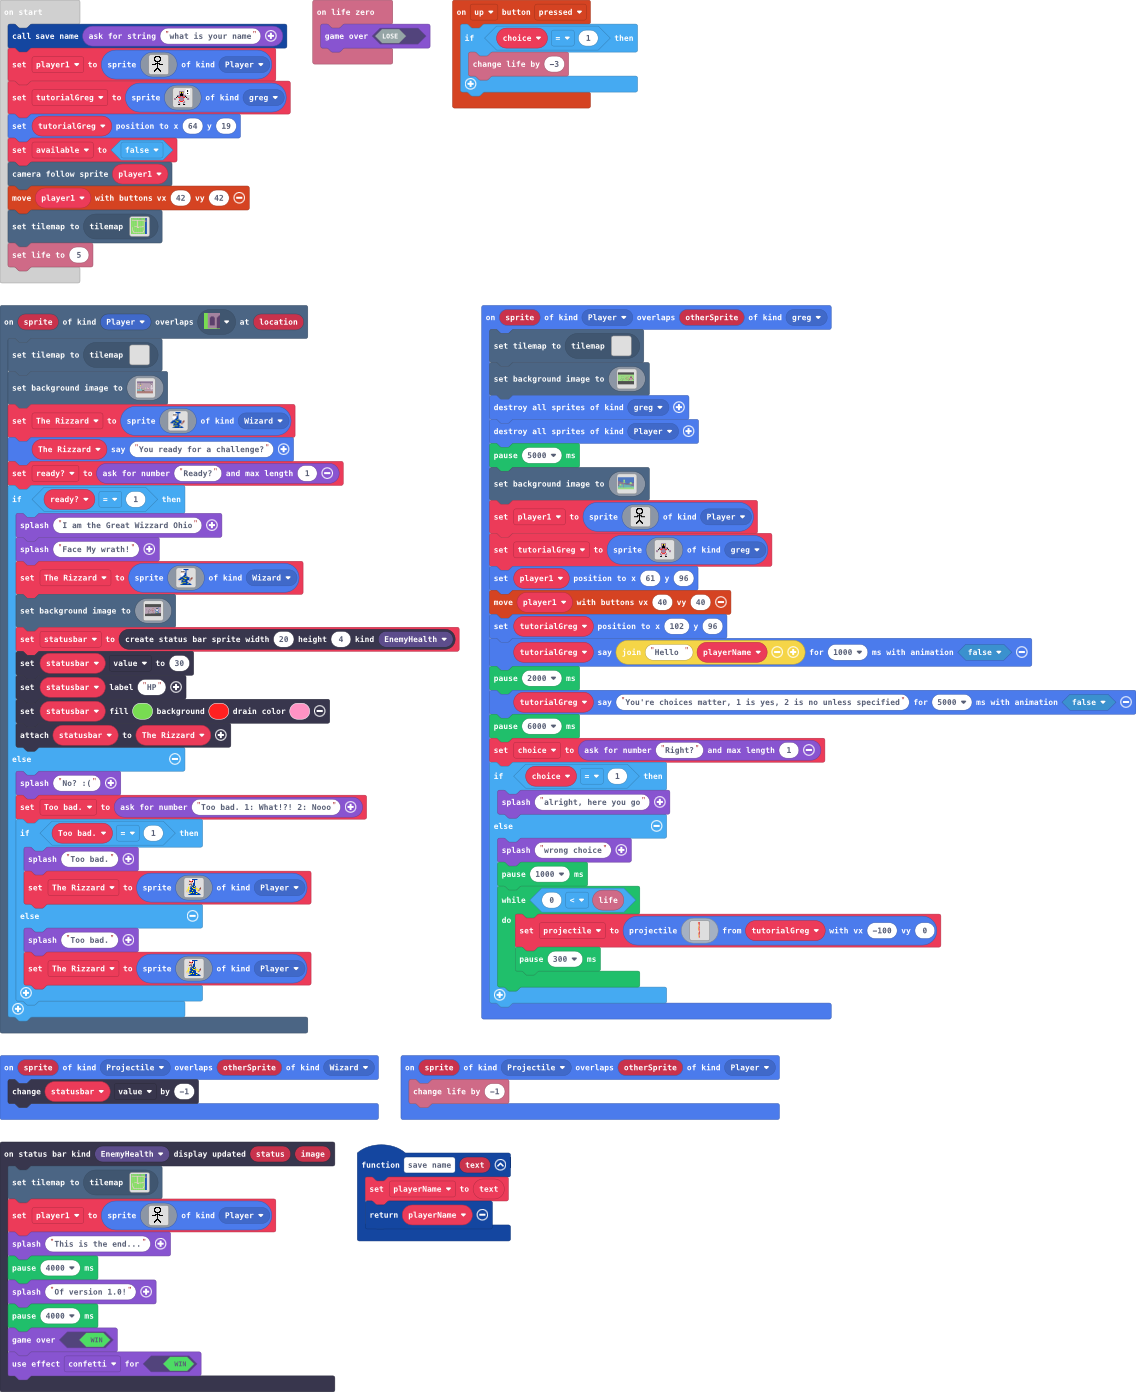 on start
call save name ask for string "what is your name"
set player1 to sprite of kind Player
set tutorialGreg to sprite of kind greg
set tutorialGreg position to x 64 y 19
set available to false
camera follow sprite player1
move player1 with buttons vx 42 vy 42
set tilemap to tilemap
set life to 5
on life zero
game over LOSE
on up button pressed
if choice = 1 then
change life by -3
on sprite of kind Player overlaps at location
set tilemap to tilemap
set background image to
set The Rizzard to sprite of kind Wizard
The Rizzard say "You ready for a challenge?"
set ready? to ask for number "Ready?" and max length 1
if ready? = 1 then
splash "I am the Great Wizzard Ohio"
splash "Face My wrath!"
set The Rizzard to sprite of kind Wizard
set background image to
set statusbar to create status bar sprite width 20 height 4 kind EnemyHealth
set statusbar value to 30
set statusbar label "HP"
set statusbar fill background drain color
attach statusbar to The Rizzard
else
splash "No? :("
set Too bad. to ask for number "Too bad. 1: What!?! 2: Nooo"
if Too bad. = 1 then
splash "Too bad."
set The Rizzard to sprite of kind Player
else
splash "Too bad."
set The Rizzard to sprite of kind Player
on sprite of kind Player overlaps otherSprite of kind greg
set tilemap to tilemap
set background image to
destroy all sprites of kind greg
destroy all sprites of kind Player
pause 5000 ms
set background image to
set player1 to sprite of kind Player
set tutorialGreg to sprite of kind greg
set player1 position to x 61 y 96
move player1 with buttons vx 40 vy 40
set tutorialGreg position to x 102 y 96
tutorialGreg say join "Hello " playerName for 1000 ms with animation false
pause 2000 ms
tutorialGreg say "You're choices matter, 1 is yes, 2 is no unless specified" for 5000 ms with animation false
pause 6000 ms
set choice to ask for number "Right?" and max length 1
if choice = 1 then
splash "alright, here you go"
else
splash "wrong choice"
pause 1000 ms
while 0 < life
do
set projectile to projectile from tutorialGreg with vx -100 vy 0
pause 300 ms
on sprite of kind Projectile overlaps otherSprite of kind Wizard
change statusbar value by -1
on sprite of kind Projectile overlaps otherSprite of kind Player
change life by -1
on status bar kind EnemyHealth display updated status image
set tilemap to tilemap
set player1 to sprite of kind Player
splash "This is the end..."
pause 4000 ms
splash "Of version 1.0!"
pause 4000 ms
game over WIN
use effect confetti for WIN
function save name text
set playerName to text
return playerName